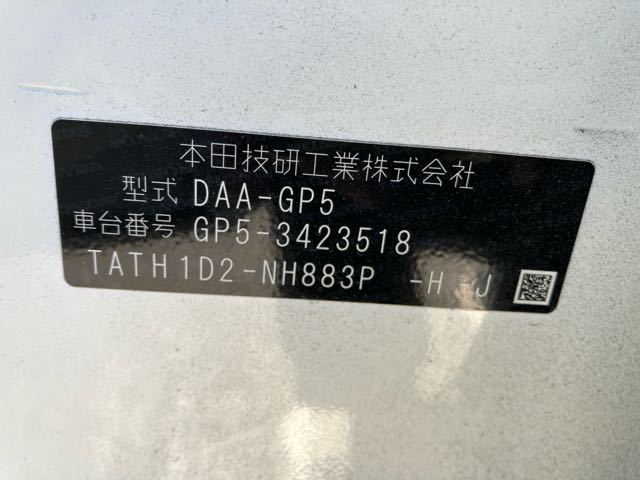 本田技研工業株式会社
型式 DAA-GP5
車台番号 GP5-3423518
TATH1D2-NH883P -H -J